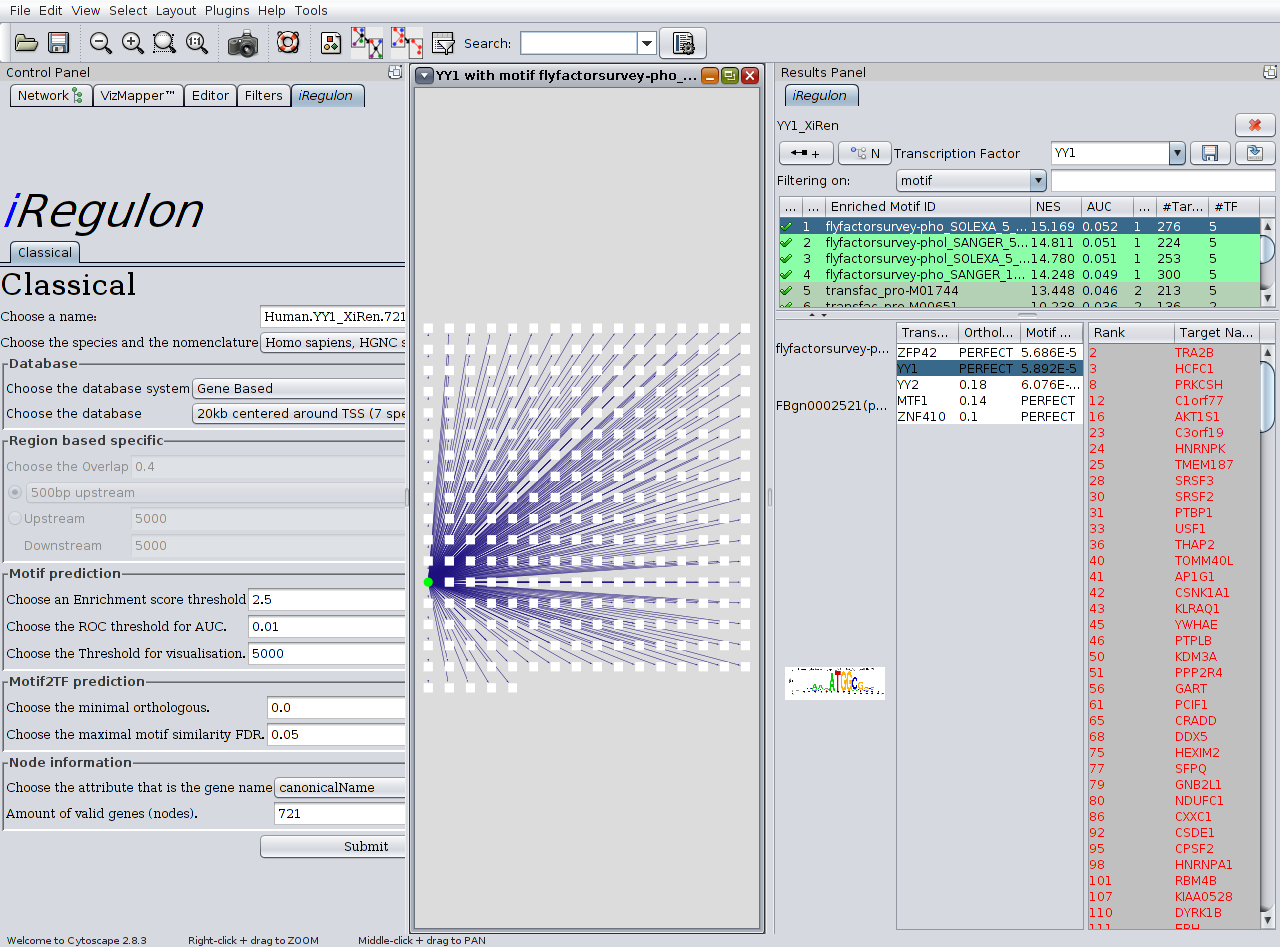 File Edit View Select Layout Plugins Help Tools
Search:
Control Panel
Network VizMapper™ Editor Filters iRegulon
iRegulon
Classical
Classical
Choose a name: Human.YY1_XiRen.721
Choose the species and the nomenclature Homo sapiens, HGNC s
Database
Choose the database system Gene Based
Choose the database 20kb centered around TSS (7 spe
Region based specific
Choose the Overlap 0.4
500bp upstream
Upstream 5000
Downstream 5000
Motif prediction
Choose an Enrichment score threshold 2.5
Choose the ROC threshold for AUC. 0.01
Choose the Threshold for visualisation. 5000
Motif2TF prediction
Choose the minimal orthologous. 0.0
Choose the maximal motif similarity FDR. 0.05
Node information
Choose the attribute that is the gene name canonicalName
Amount of valid genes (nodes). 721
Submit
YY1 with motif flyfactorsurvey-pho_...
Results Panel
iRegulon
YY1_XiRen
+ N Transcription Factor YY1
Filtering on: motif
... ... Enriched Motif ID NES AUC ... #Tar... #TF
1 flyfactorsurvey-pho_SOLEXA_5_... 15.169 0.052 1 276 5
2 flyfactorsurvey-phol_SANGER_5... 14.811 0.051 1 224 5
3 flyfactorsurvey-phol_SOLEXA_5_... 14.780 0.051 1 253 5
4 flyfactorsurvey-pho_SANGER_1... 14.248 0.049 1 300 5
5 transfac_pro-M01744 13.448 0.046 2 213 5
6 transfac_pro-M00651 10.238 0.036 2 136 2
flyfactorsurvey-p...
FBgn0002521(p...
ATGGCG
Trans... Orthol... Motif ...
ZFP42 PERFECT 5.686E-5
YY1 PERFECT 5.892E-5
YY2 0.18 6.076E-...
MTF1 0.14 PERFECT
ZNF410 0.1 PERFECT
Rank Target Na...
2 TRA2B
3 HCFC1
8 PRKCSH
12 C1orf77
16 AKT1S1
23 C3orf19
24 HNRNPK
25 TMEM187
28 SRSF3
30 SRSF2
31 PTBP1
33 USF1
36 THAP2
40 TOMM40L
41 AP1G1
42 CSNK1A1
43 KLRAQ1
45 YWHAE
46 PTPLB
50 KDM3A
51 PPP2R4
56 GART
61 PCIF1
65 CRADD
68 DDX5
75 HEXIM2
77 SFPQ
79 GNB2L1
80 NDUFC1
86 CXXC1
92 CSDE1
95 CPSF2
98 HNRNPA1
101 RBM4B
107 KIAA0528
110 DYRK1B
111
Welcome to Cytoscape 2.8.3 Right-click + drag to ZOOM Middle-click + drag to PAN